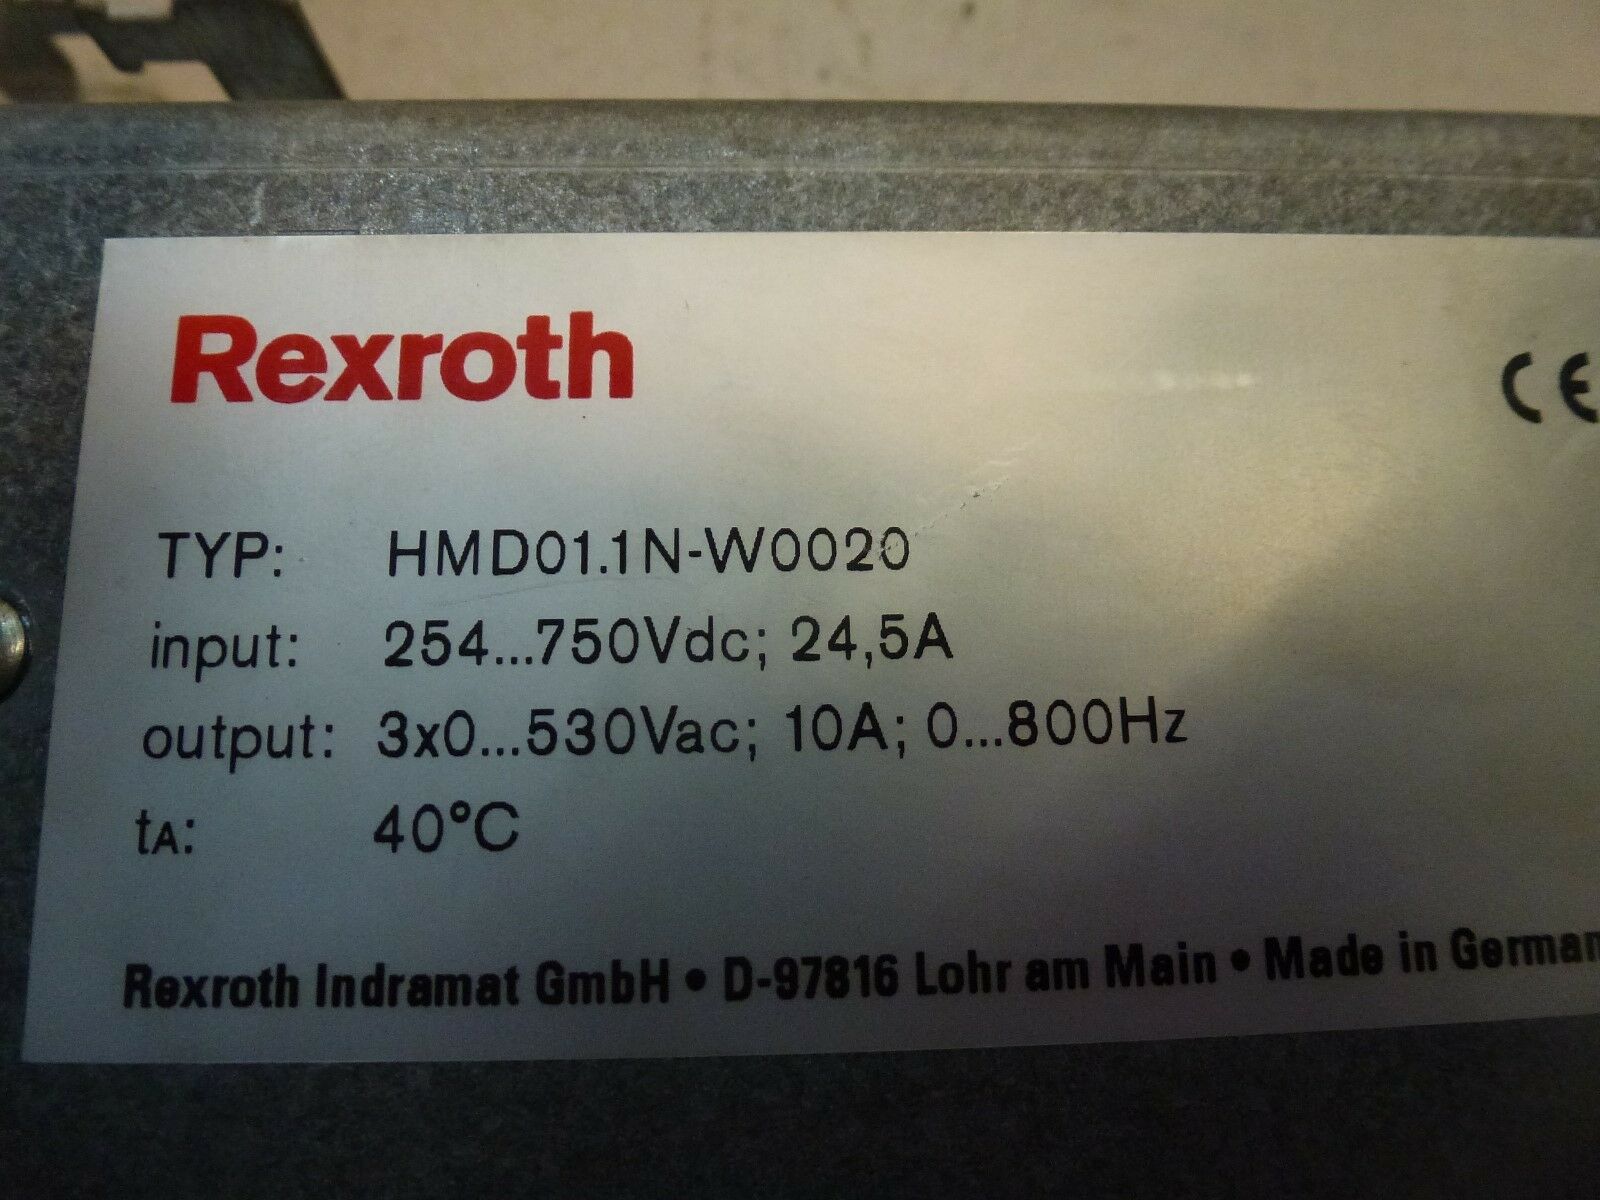 Rexroth
CE
TYP: HMD01.1N-W0020
input: 254...750Vdc; 24,5A
output: 3x0...530Vac; 10A; 0...800Hz
tA: 40°C
Rexroth Indramat GmbH • D-97816 Lohr am Main • Made in German